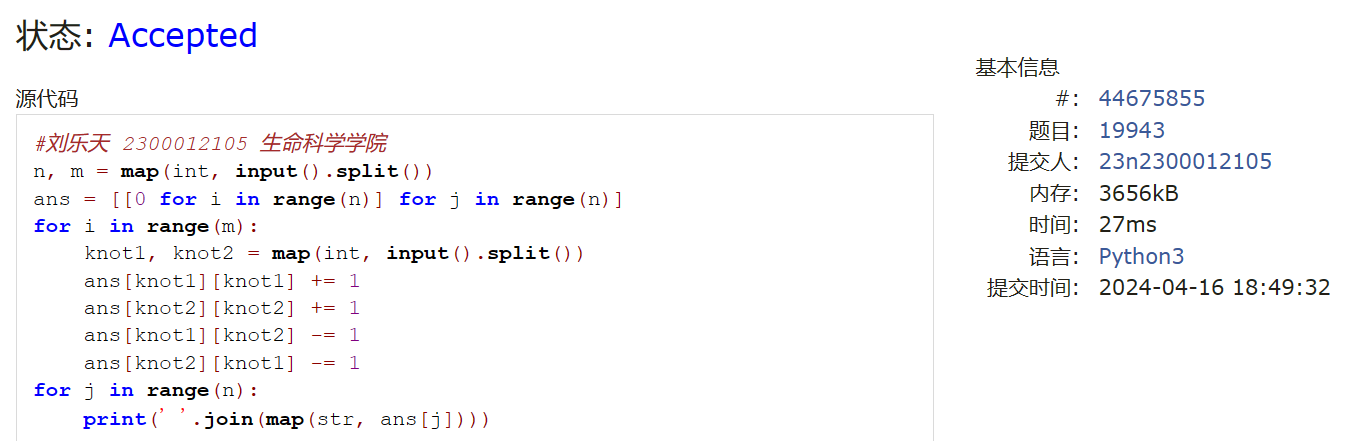 状态: Accepted
源代码
#刘乐天 2300012105 生命科学学院
n, m = map(int, input().split())
ans = [[0 for i in range(n)] for j in range(n)]
for i in range(m):
    knot1, knot2 = map(int, input().split())
    ans[knot1][knot1] += 1
    ans[knot2][knot2] += 1
    ans[knot1][knot2] -= 1
    ans[knot2][knot1] -= 1
for j in range(n):
    print(' '.join(map(str, ans[j])))
基本信息
#: 44675855
题目: 19943
提交人: 23n2300012105
内存: 3656kB
时间: 27ms
语言: Python3
提交时间: 2024-04-16 18:49:32